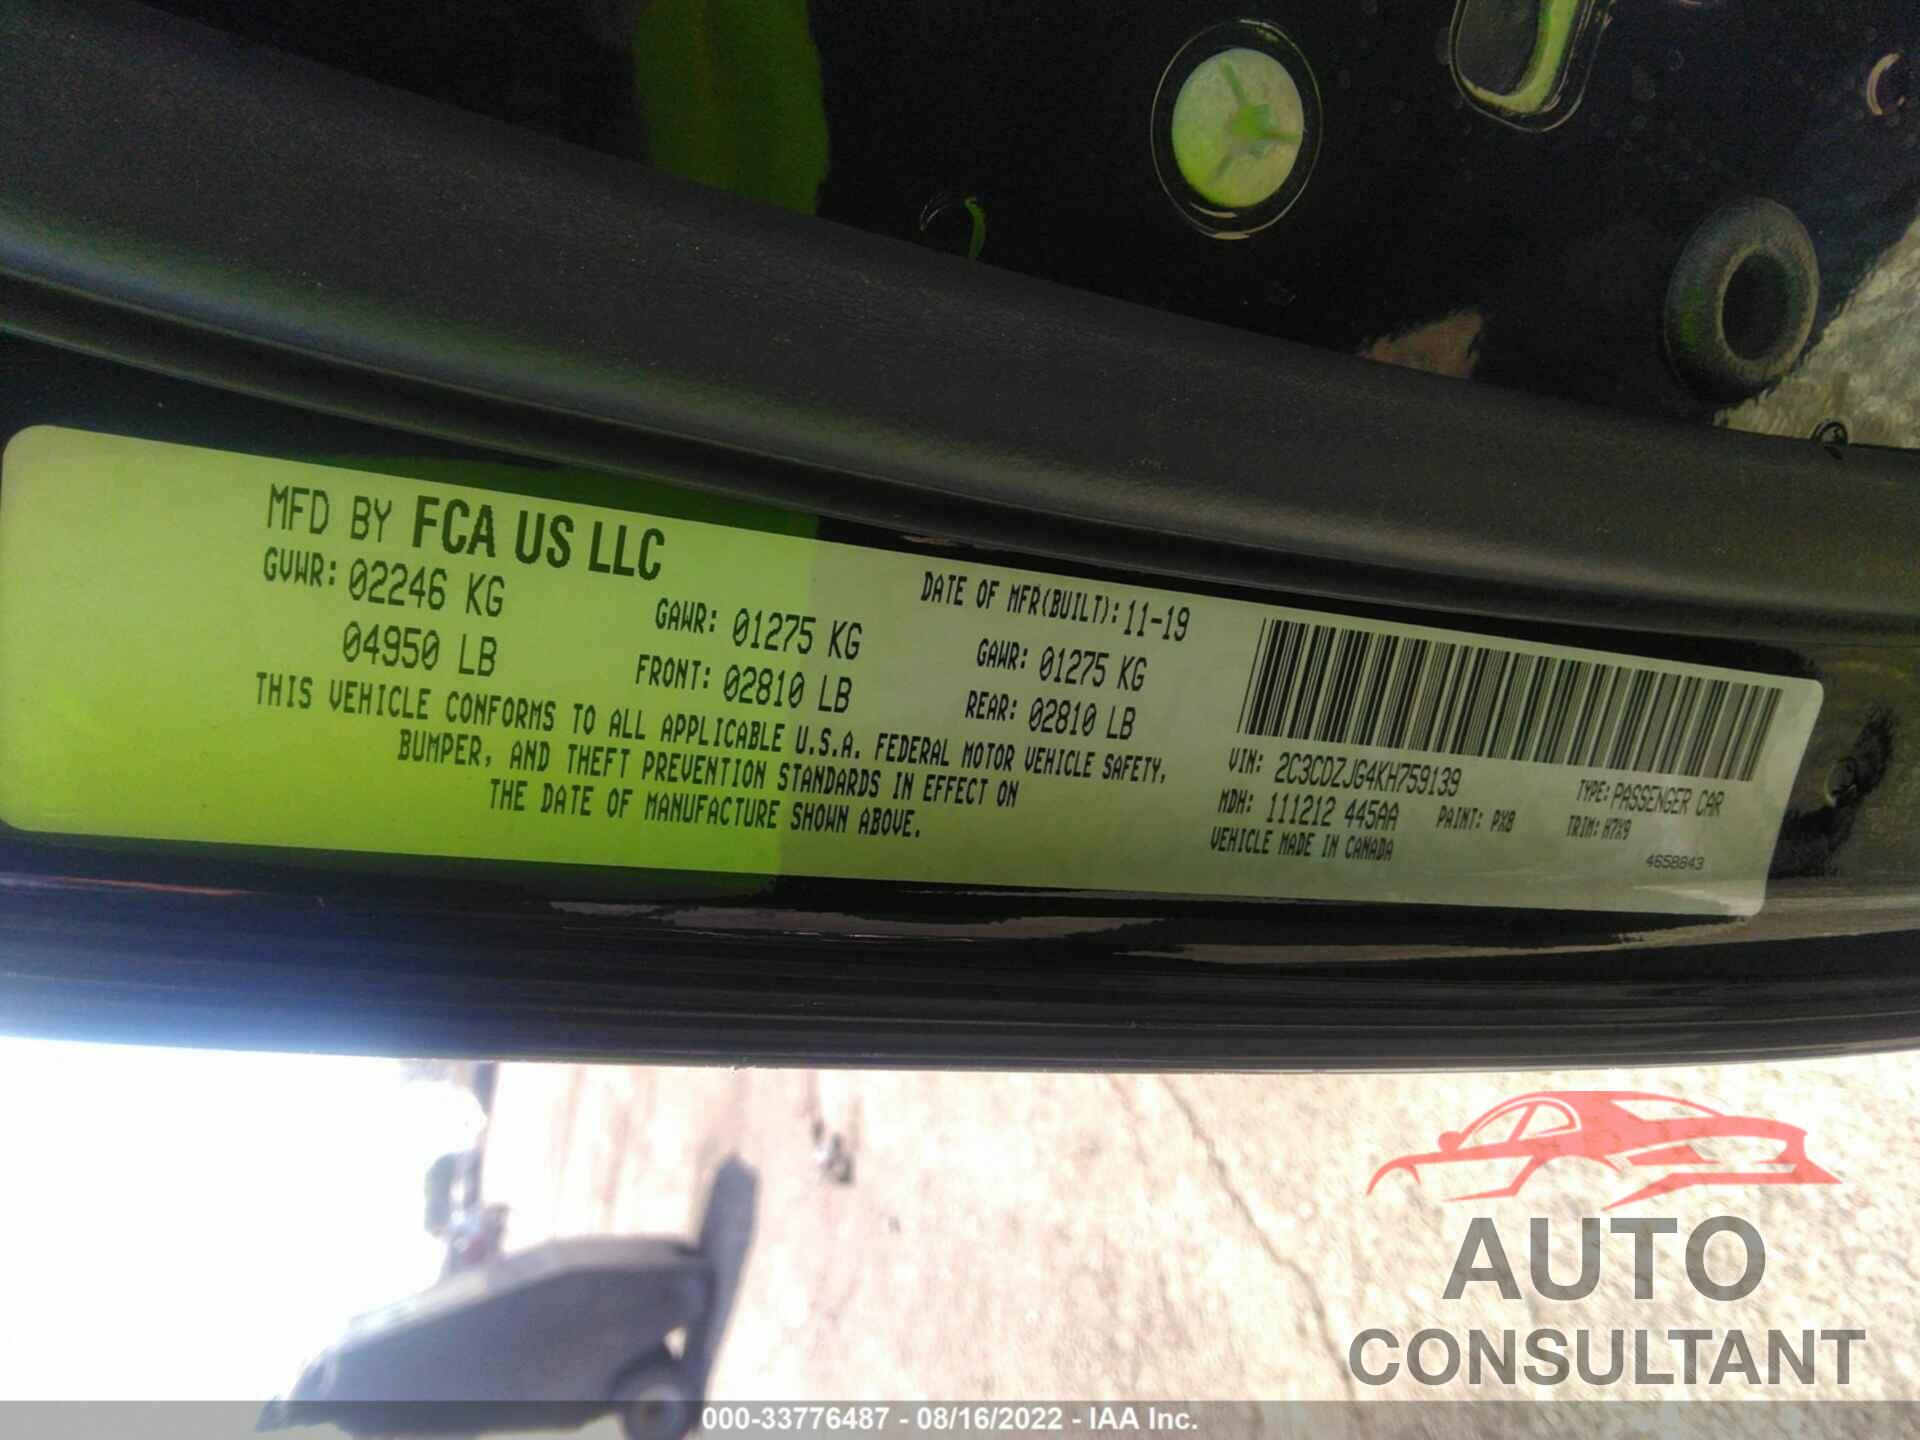 MFD BY FCA US LLC
DATE OF MFR(BUILT): 11-19
GVWR: 02246 KG
04950 LB
GAWR: 01275 KG
FRONT: 02810 LB
GAWR: 01275 KG
REAR: 02810 LB
THIS VEHICLE CONFORMS TO ALL APPLICABLE U.S.A. FEDERAL MOTOR VEHICLE SAFETY,
BUMPER, AND THEFT PREVENTION STANDARDS IN EFFECT ON
THE DATE OF MANUFACTURE SHOWN ABOVE.
VIN: 2C3CDZJG4KH759139
TYPE: PASSENGER CAR
MDH: 111212 445AA
PAINT: PX8
TRIM: H7X9
VEHICLE MADE IN CANADA
4658843
AUTO
CONSULTANT
000-33776487 - 08/16/2022 - IAA Inc.